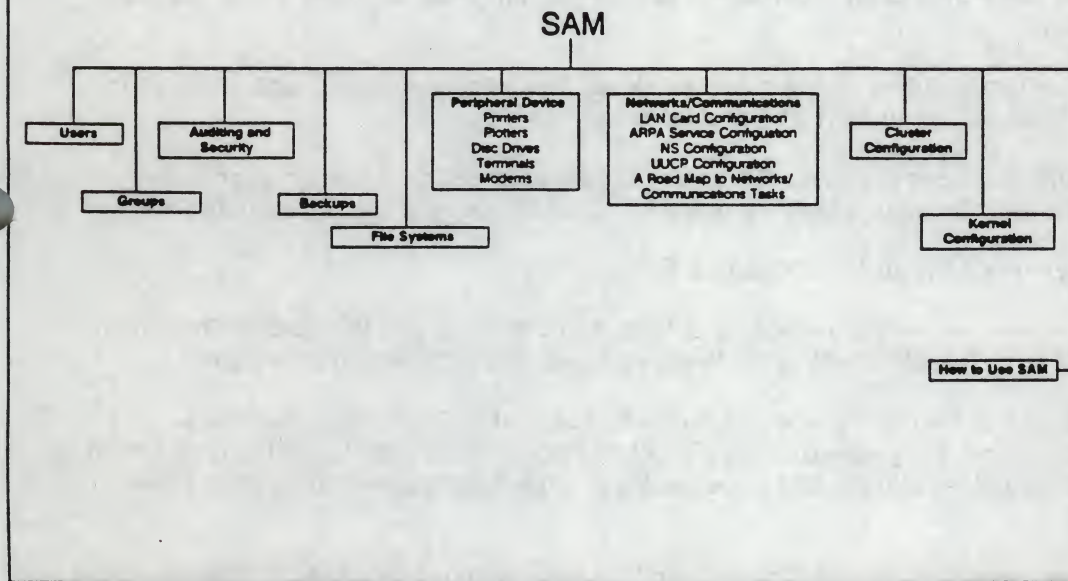 SAM
Users
Groups
Auditing and
Security
Backups
File Systems
Peripheral Device
Printers
Plotters
Disc Drives
Terminals
Modems
Networks/Communications
LAN Card Configuration
ARPA Service Configuation
NS Configuration
UUCP Configuration
A Road Map to Networks/
Communications Tasks
Cluster
Configuration
Kernel
Configuration
How to Use SAM